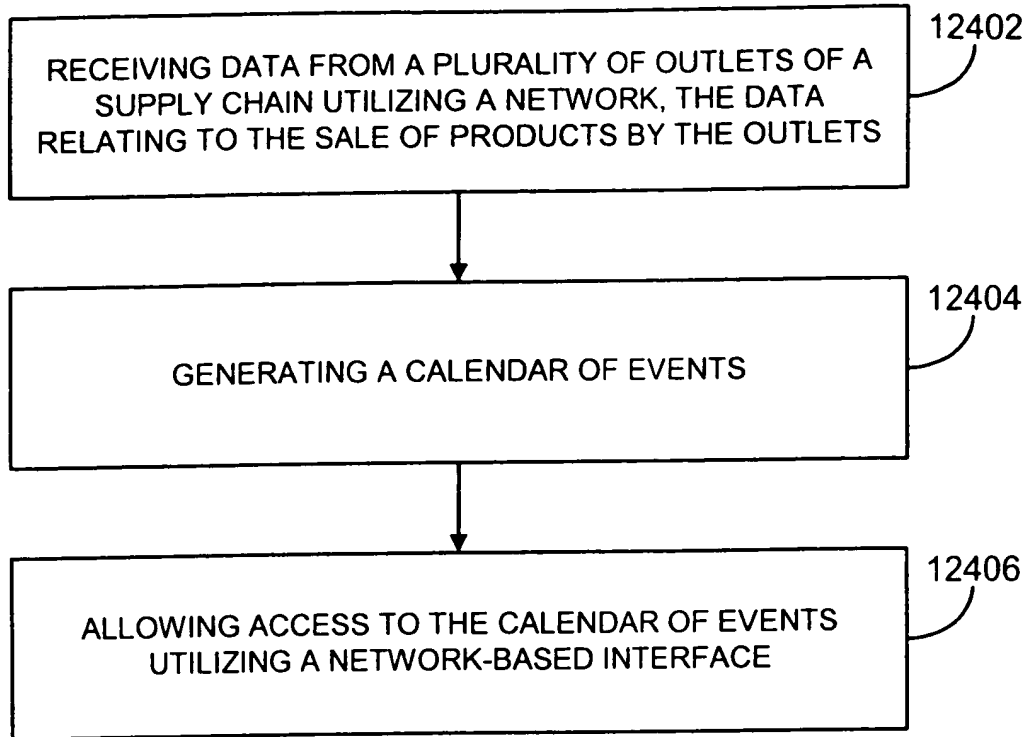 12402
RECEIVING DATA FROM A PLURALITY OF OUTLETS OF A
SUPPLY CHAIN UTILIZING A NETWORK, THE DATA
RELATING TO THE SALE OF PRODUCTS BY THE OUTLETS
12404
GENERATING A CALENDAR OF EVENTS
12406
ALLOWING ACCESS TO THE CALENDAR OF EVENTS
UTILIZING A NETWORK-BASED INTERFACE